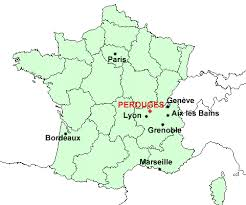 Paris
PEROUGES
Genève
Lyon
Aix les Bains
Grenoble
Bordeaux
Marseille